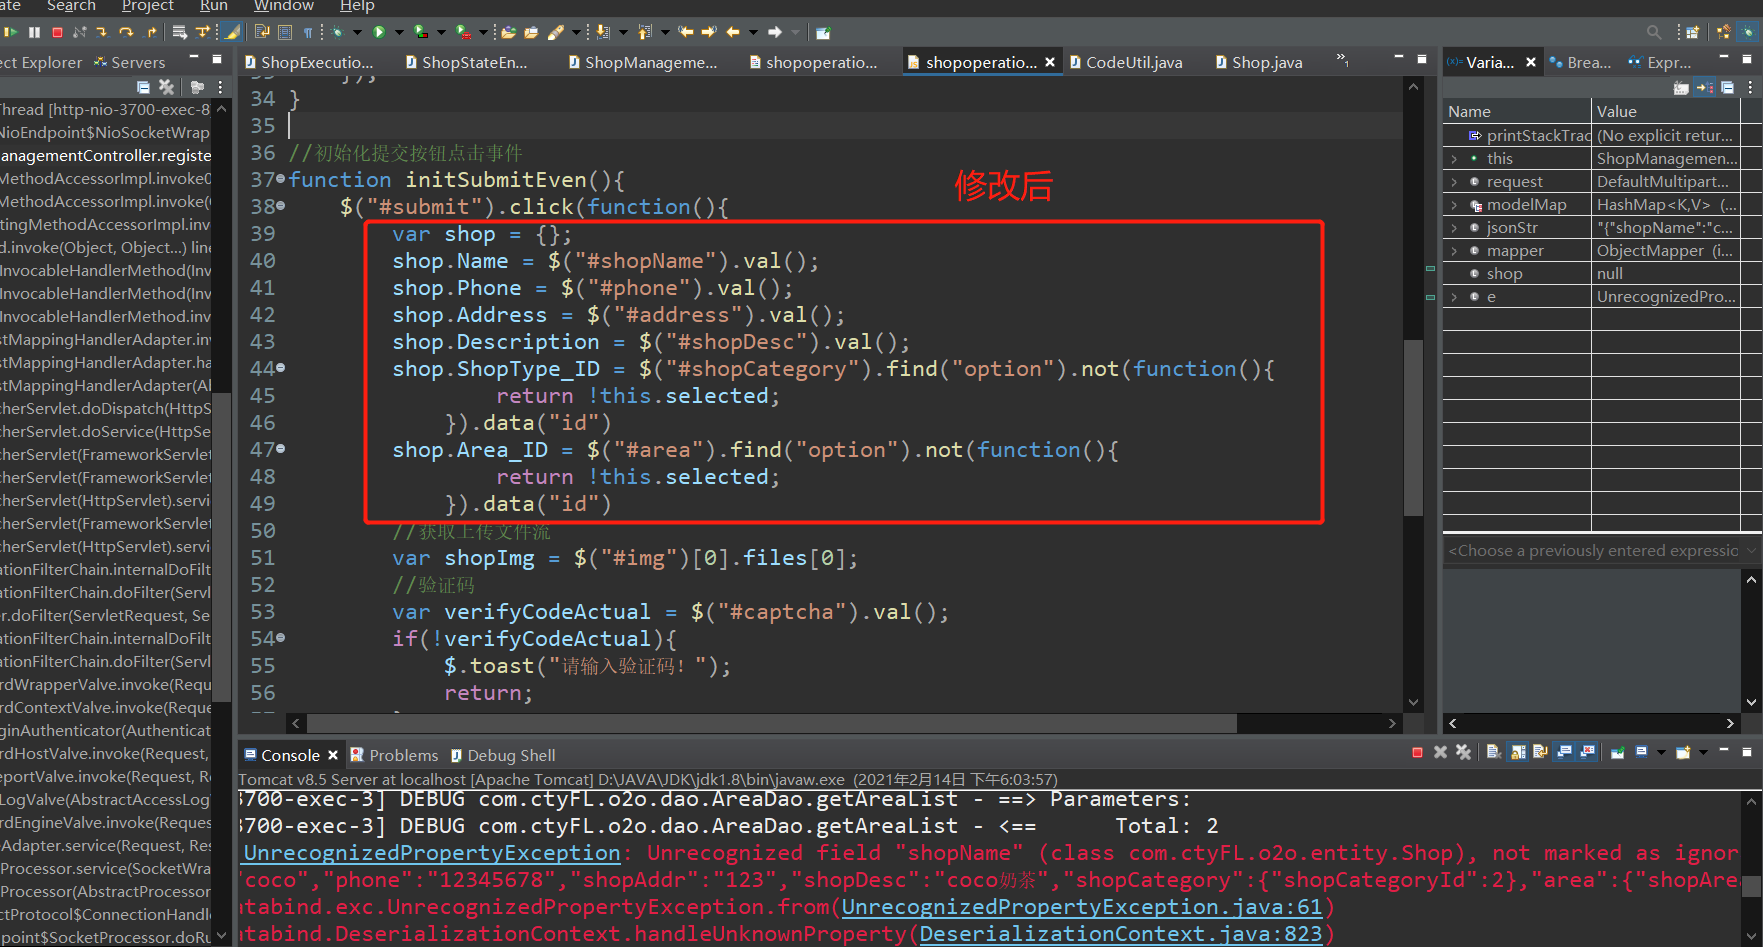 ate Search Project Run Window Help
ect Explorer Servers
Thread [http-nio-3700-exec-8
NioEndpoint$NioSocketWrap
anagementController.registe
MethodAccessorImpl.invoke0
MethodAccessorImpl.invoke(
tingMethodAccessorImpl.inv
d.invoke(Object, Object...) line
InvocableHandlerMethod(Inv
InvocableHandlerMethod(Inv
InvocableHandlerMethod.inv
stMappingHandlerAdapter.in
stMappingHandlerAdapter.ha
stMappingHandlerAdapter(Al
cherServlet.doDispatch(HttpS
cherServlet.doService(HttpSe
cherServlet(FrameworkServlet
cherServlet(FrameworkServlet
cherServlet(HttpServlet).servi
cherServlet(FrameworkServlet
cherServlet(HttpServlet).servi
ationFilterChain.internalDoFil
ationFilterChain.doFilter(Servl
r.doFilter(ServletRequest, Se
ationFilterChain.internalDoFilt
ationFilterChain.doFilter(Servl
rdWrapperValve.invoke(Requ
rdContextValve.invoke(Reque
ginAuthenticator(Authenticat
rdHostValve.invoke(Request,
eportValve.invoke(Request, R
LogValve(AbstractAccessLog
rdEngineValve.invoke(Reques
eAdapter.service(Request, Res
Processor.service(SocketWra
Processor(AbstractProcessor
ctProtocol$ConnectionHandl
point$SocketProcessor.doRu
ShopExecutio... ShopStateEn... ShopManageme... shopoperatio... shopoperatio... CodeUtil.java Shop.java
34 }
35
36 //初始化提交按钮点击事件
修改后
37 function initSubmitEven(){
38 $("#submit").click(function(){
39 var shop = {};
40 shop.Name = $("#shopName").val();
41 shop.Phone = $("#phone").val();
42 shop.Address = $("#address").val();
43 shop.Description = $("#shopDesc").val();
44 shop.ShopType_ID = $("#shopCategory").find("option").not(function(){
45 return !this.selected;
46 }).data("id")
47 shop.Area_ID = $("#area").find("option").not(function(){
48 return !this.selected;
49 }).data("id")
50 //获取上传文件流
51 var shopImg = $("#img")[0].files[0];
52 //验证码
53 var verifyCodeActual = $("#captcha").val();
54 if(!verifyCodeActual){
55 $.toast("请输入验证码！");
56 return;
Varia... Brea... Expr...
Name Value
printStackTrac (No explicit retur...
this ShopManagemen...
request DefaultMultipart...
modelMap HashMap<K,V> (...
jsonStr "{"shopName":"c...
mapper ObjectMapper (i...
shop null
e UnrecognizedPro...
<Choose a previously entered expressio
Console Problems Debug Shell
Tomcat v8.5 Server at localhost [Apache Tomcat] D:\JAVA\JDK\jdk1.8\bin\javaw.exe (2021年2月14日 下午6:03:57)
3700-exec-3] DEBUG com.ctyFL.o2o.dao.AreaDao.getAreaList - ==> Parameters:
3700-exec-3] DEBUG com.ctyFL.o2o.dao.AreaDao.getAreaList - <== Total: 2
UnrecognizedPropertyException: Unrecognized field "shopName" (class com.ctyFL.o2o.entity.Shop), not marked as ignor
"coco","phone":"12345678","shopAddr":"123","shopDesc":"coco奶茶","shopCategory":{"shopCategoryId":2},"area":{"shopAre
atabind.exc.UnrecognizedPropertyException.from(UnrecognizedPropertyException.java:61)
atabind.DeserializationContext.handleUnknownProperty(DeserializationContext.java:823)